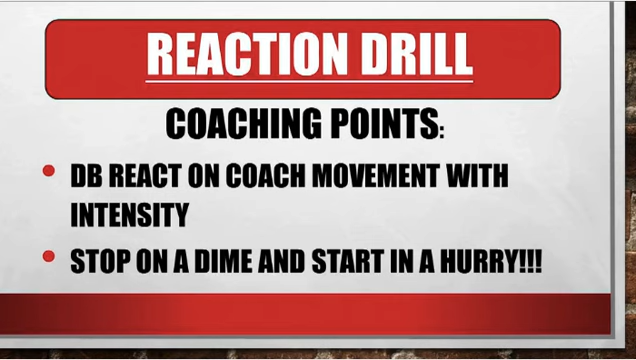 REACTION DRILL
COACHING POINTS:
DB REACT ON COACH MOVEMENT WITH
INTENSITY
STOP ON A DIME AND START IN A HURRY!!!